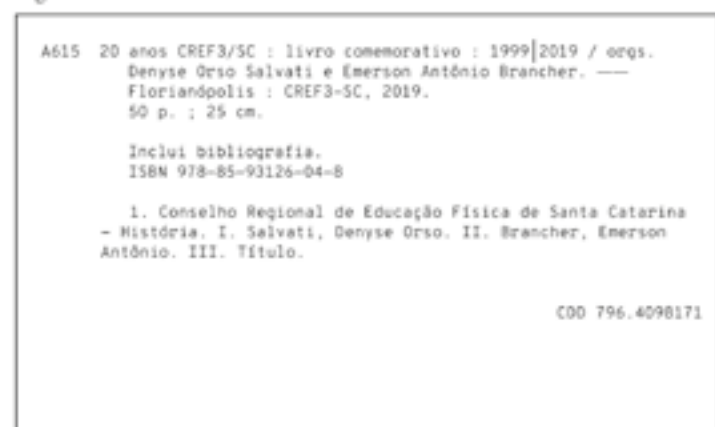 A615 20 anos CREF3/SC : livro comemorativo : 1999|2019 / orgs.
Denyse Orso Salvati e Emerson Antônio Brancher. ——
Florianópolis : CREF3-SC, 2019.
50 p. ; 25 cm.
Inclui bibliografia.
ISBN 978-85-93126-04-8
1. Conselho Regional de Educação Física de Santa Catarina
- História. I. Salvati, Denyse Orso. II. Brancher, Emerson
Antônio. III. Título.
CDD 796.4098171